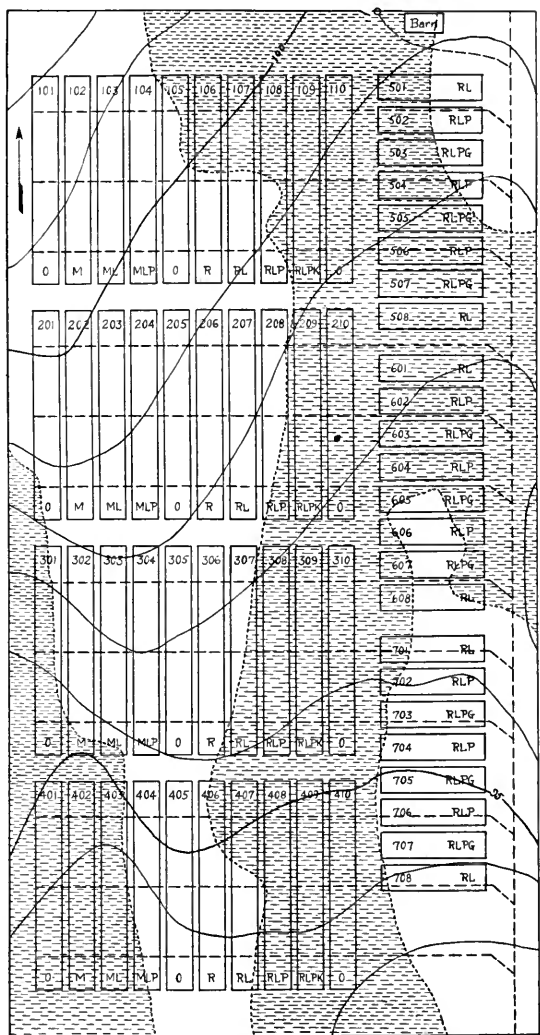 Barn
100
101 102 103 104 105 106 107 108 109 110
501 RL
502 RLP
503 RLPG
504 RLP
505 RLPG
506 RLP
0 M ML MLP 0 R RL RLP RLPK 0
507 RLPG
508 RL
201 202 203 204 205 206 207 208 209 210
601 RL
602 RLP
603 RLPG
604 RLP
605 RLPG
0 M ML MLP 0 R RL RLP RLPK 0
606 RLP
301 302 303 304 305 306 307 308 309 310
607 RLPG
608 RL
701 RL
702 RLP
703 RLPG
0 M ML MLP 0 R RL RLP RLPK 0
704 RLP
705 RLPG
401 402 403 404 405 406 407 408 409 410
95
706 RLP
707 RLPG
708 RL
0 M ML MLP 0 R RL RLP RLPK 0